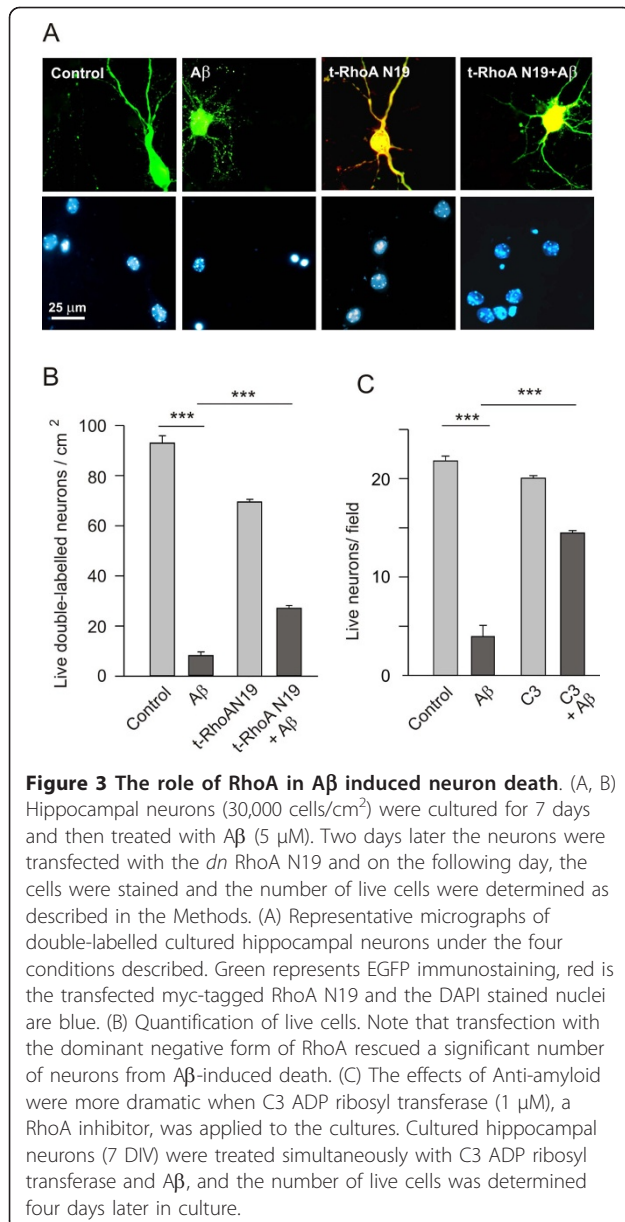 A
Control
Aβ
t-RhoA N19
t-RhoA N19+Aβ
25 μm
B
***
***
100
80
60
40
20
0
Live double-labelled neurons / cm 2
Control
Aβ
t-RhoAN19
t-RhoA N19
+ Aβ
C
***
***
20
10
0
Live neurons/ field
Control
Aβ
C3
C3
+ Aβ
Figure 3 The role of RhoA in Aβ induced neuron death. (A, B)
Hippocampal neurons (30,000 cells/cm²) were cultured for 7 days
and then treated with Aβ (5 μM). Two days later the neurons were
transfected with the dn RhoA N19 and on the following day, the
cells were stained and the number of live cells were determined as
described in the Methods. (A) Representative micrographs of
double-labelled cultured hippocampal neurons under the four
conditions described. Green represents EGFP immunostaining, red is
the transfected myc-tagged RhoA N19 and the DAPI stained nuclei
are blue. (B) Quantification of live cells. Note that transfection with
the dominant negative form of RhoA rescued a significant number
of neurons from Aβ-induced death. (C) The effects of Anti-amyloid
were more dramatic when C3 ADP ribosyl transferase (1 μM), a
RhoA inhibitor, was applied to the cultures. Cultured hippocampal
neurons (7 DIV) were treated simultaneously with C3 ADP ribosyl
transferase and Aβ, and the number of live cells was determined
four days later in culture.